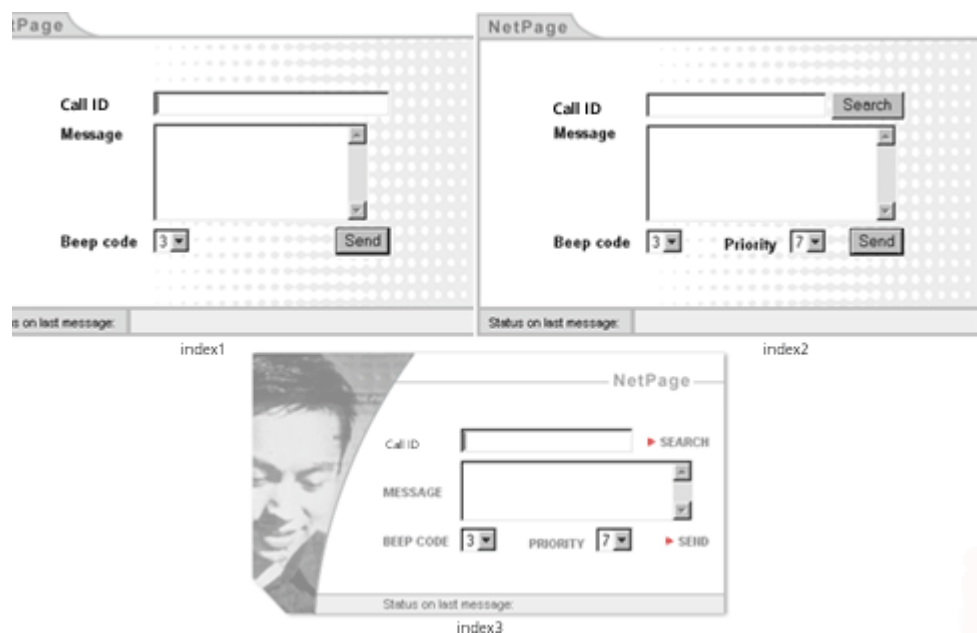 tPage
Call ID
Message
Beep code 3 Send
s on last message:
index1
NetPage
Call ID Search
Message
Beep code 3 Priority 7 Send
Status on last message:
index2
NetPage
Call ID SEARCH
MESSAGE
BEEP CODE 3 PRIORITY 7 SEND
Status on last message:
index3